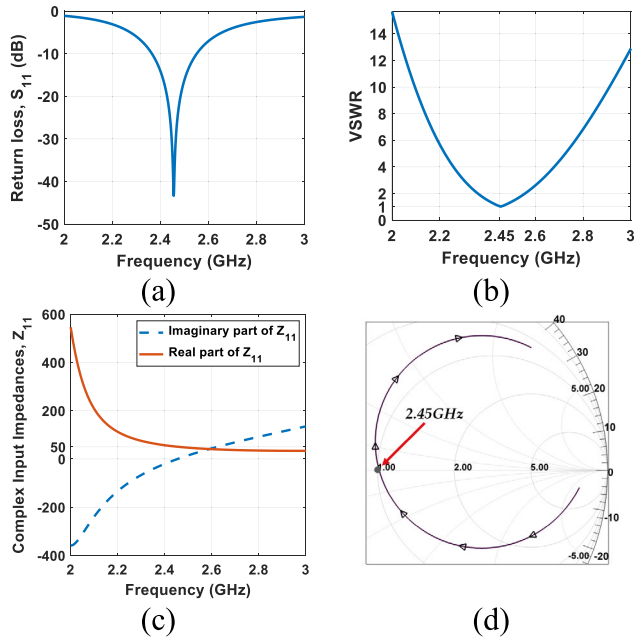 0
-10
-20
-30
-40
-50
Return loss, S11 (dB)
2 2.2 2.4 2.6 2.8 3
Frequency (GHz)
(a)
14
12
10
8
6
4
2
1
0
VSWR
2 2.2 2.45 2.6 2.8 3
Frequency (GHz)
(b)
600
400
200
50
0
-200
-400
Complex Input Impedances, Z11
Imaginary part of Z11
Real part of Z11
2 2.2 2.4 2.6 2.8 3
Frequency (GHz)
(c)
40
30
5.00 20
10
2.45GHz
1.00 2.00 5.00 0
-10
-5.00 -20
(d)